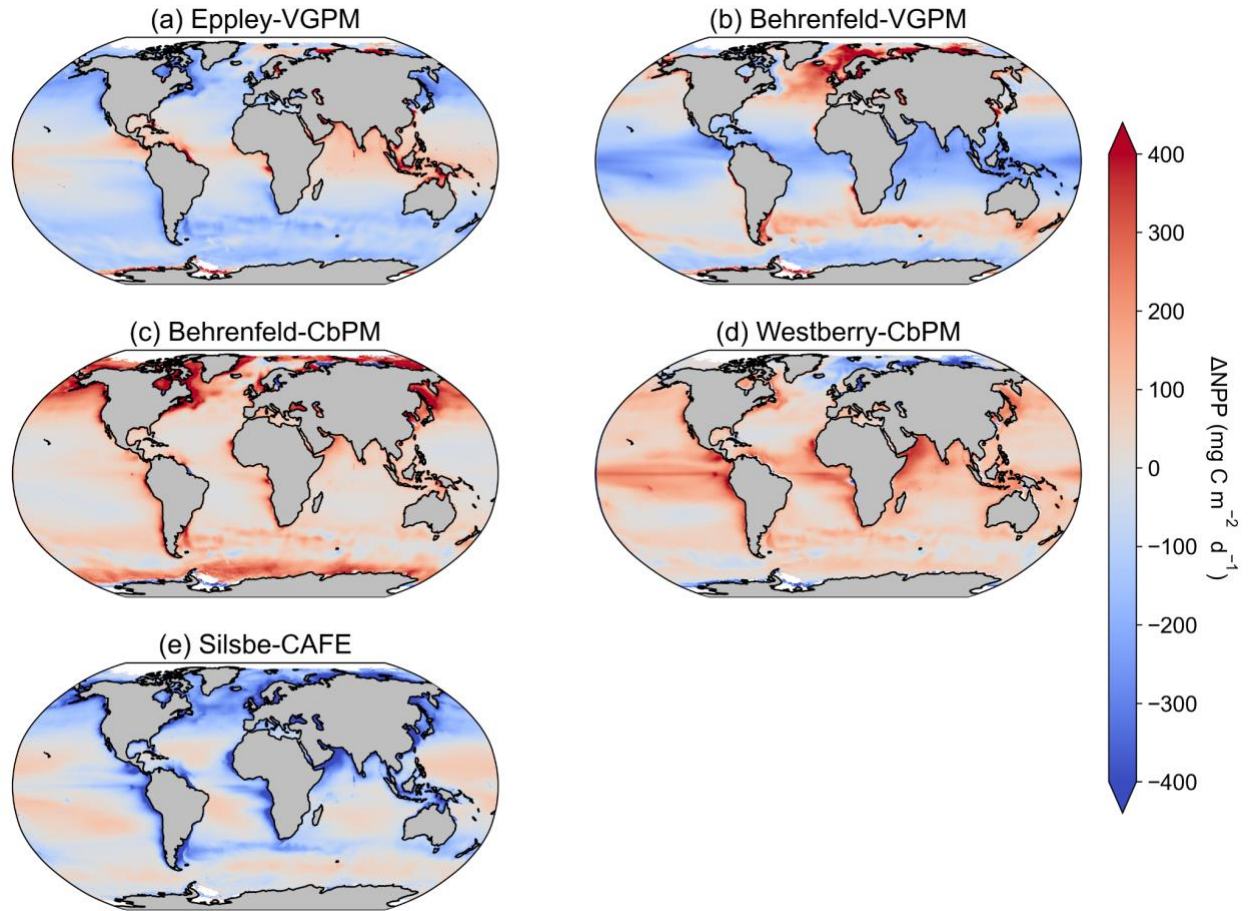 (a) Eppley-VGPM
(b) Behrenfeld-VGPM
(c) Behrenfeld-CbPM
(d) Westberry-CbPM
(e) Silsbe-CAFE
400
300
200
100
0
−100
−200
−300
−400
ΔNPP (mg C m⁻² d⁻¹)